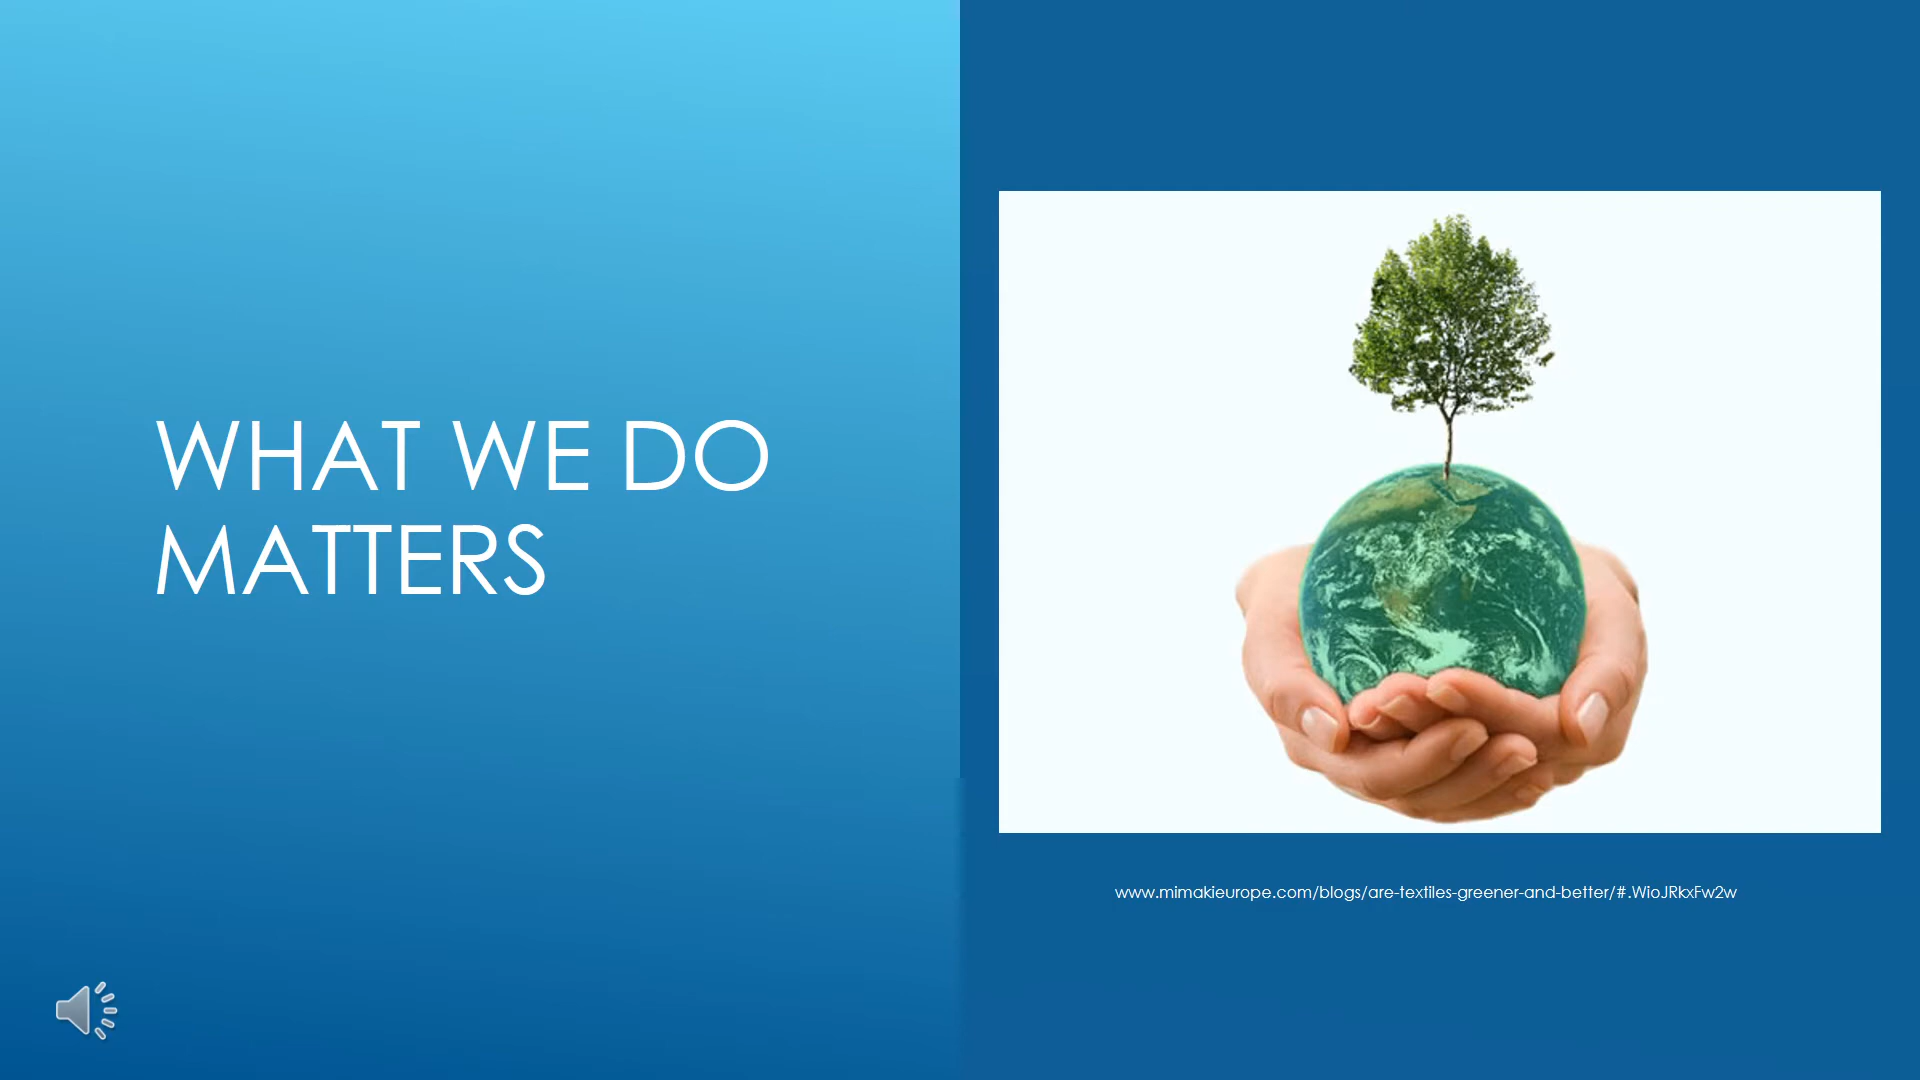 WHAT WE DO
MATTERS
www.mimakieurope.com/blogs/are-textiles-greener-and-better/#.WioJRkxFw2w